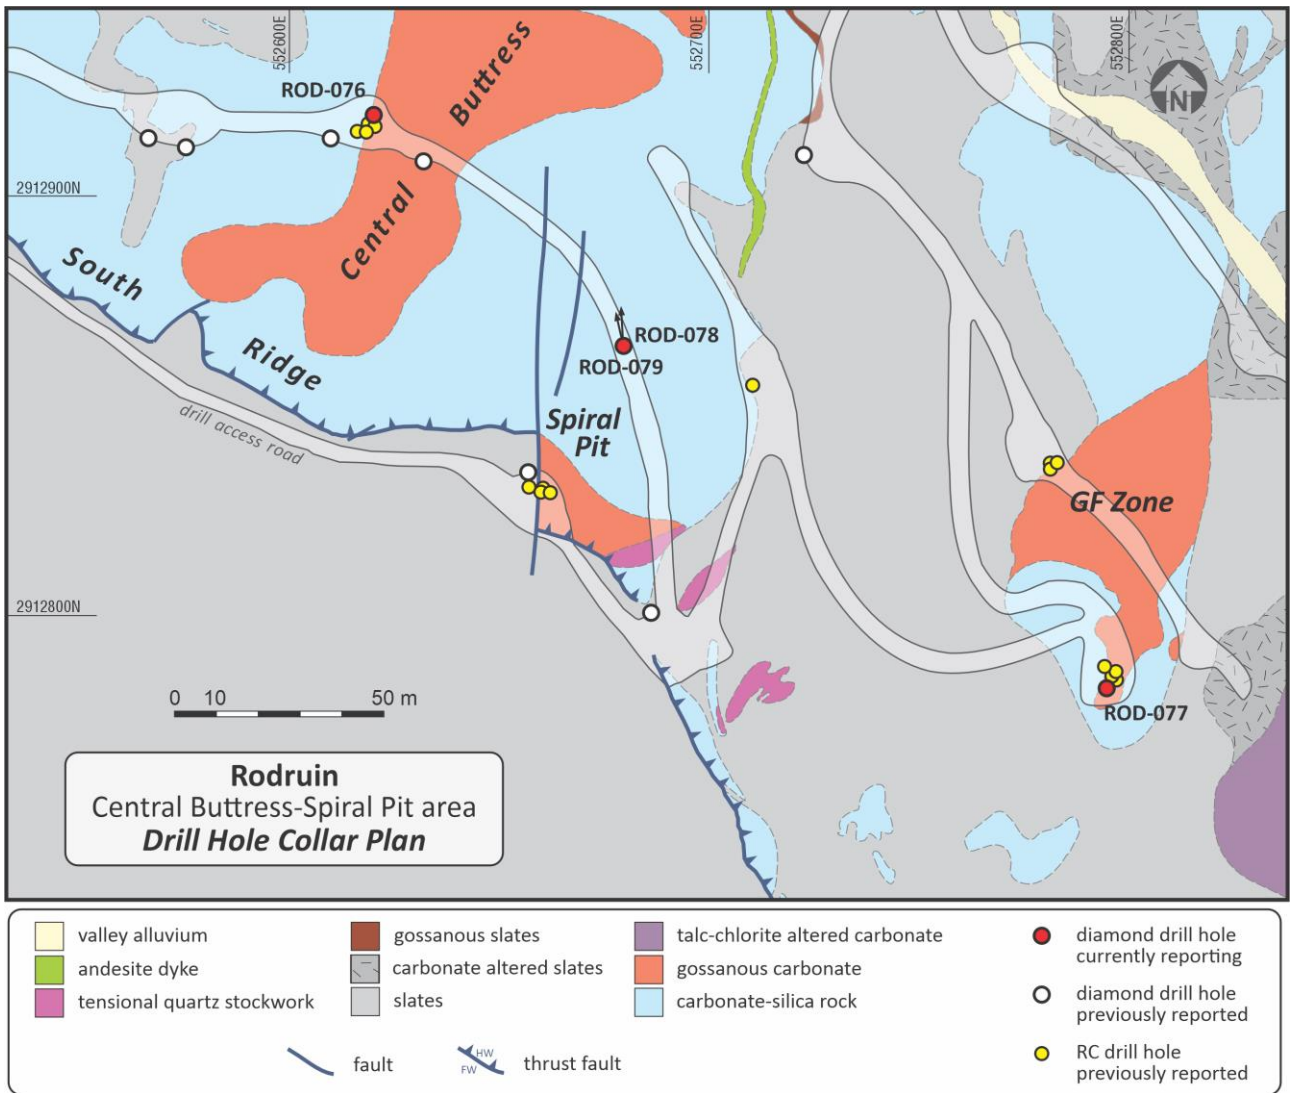 552600E
552700E
552800E
ROD-076
Buttress
N
2912900N
Central
South
ROD-078
ROD-079
Ridge
drill access road
Spiral
Pit
GF Zone
2912800N
0 10 50 m
ROD-077
Rodruin
Central Buttress-Spiral Pit area
Drill Hole Collar Plan
valley alluvium
andesite dyke
tensional quartz stockwork
gossanous slates
carbonate altered slates
slates
talc-chlorite altered carbonate
gossanous carbonate
carbonate-silica rock
diamond drill hole
currently reporting
diamond drill hole
previously reported
RC drill hole
previously reported
fault
HW
FW
thrust fault